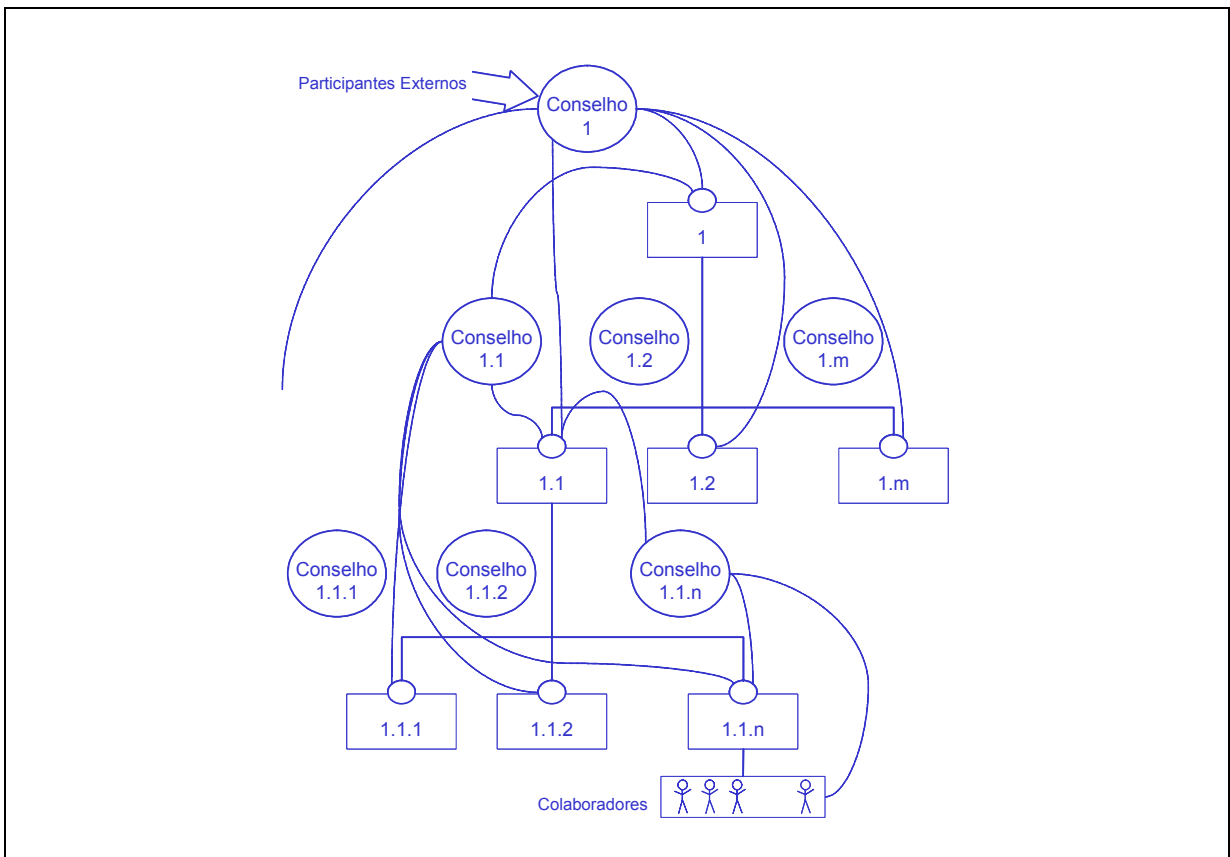 Participantes Externos
Conselho
1
1
Conselho
1.1
Conselho
1.2
Conselho
1.m
1.1
1.2
1.m
Conselho
1.1.1
Conselho
1.1.2
Conselho
1.1.n
1.1.1
1.1.2
1.1.n
Colaboradores